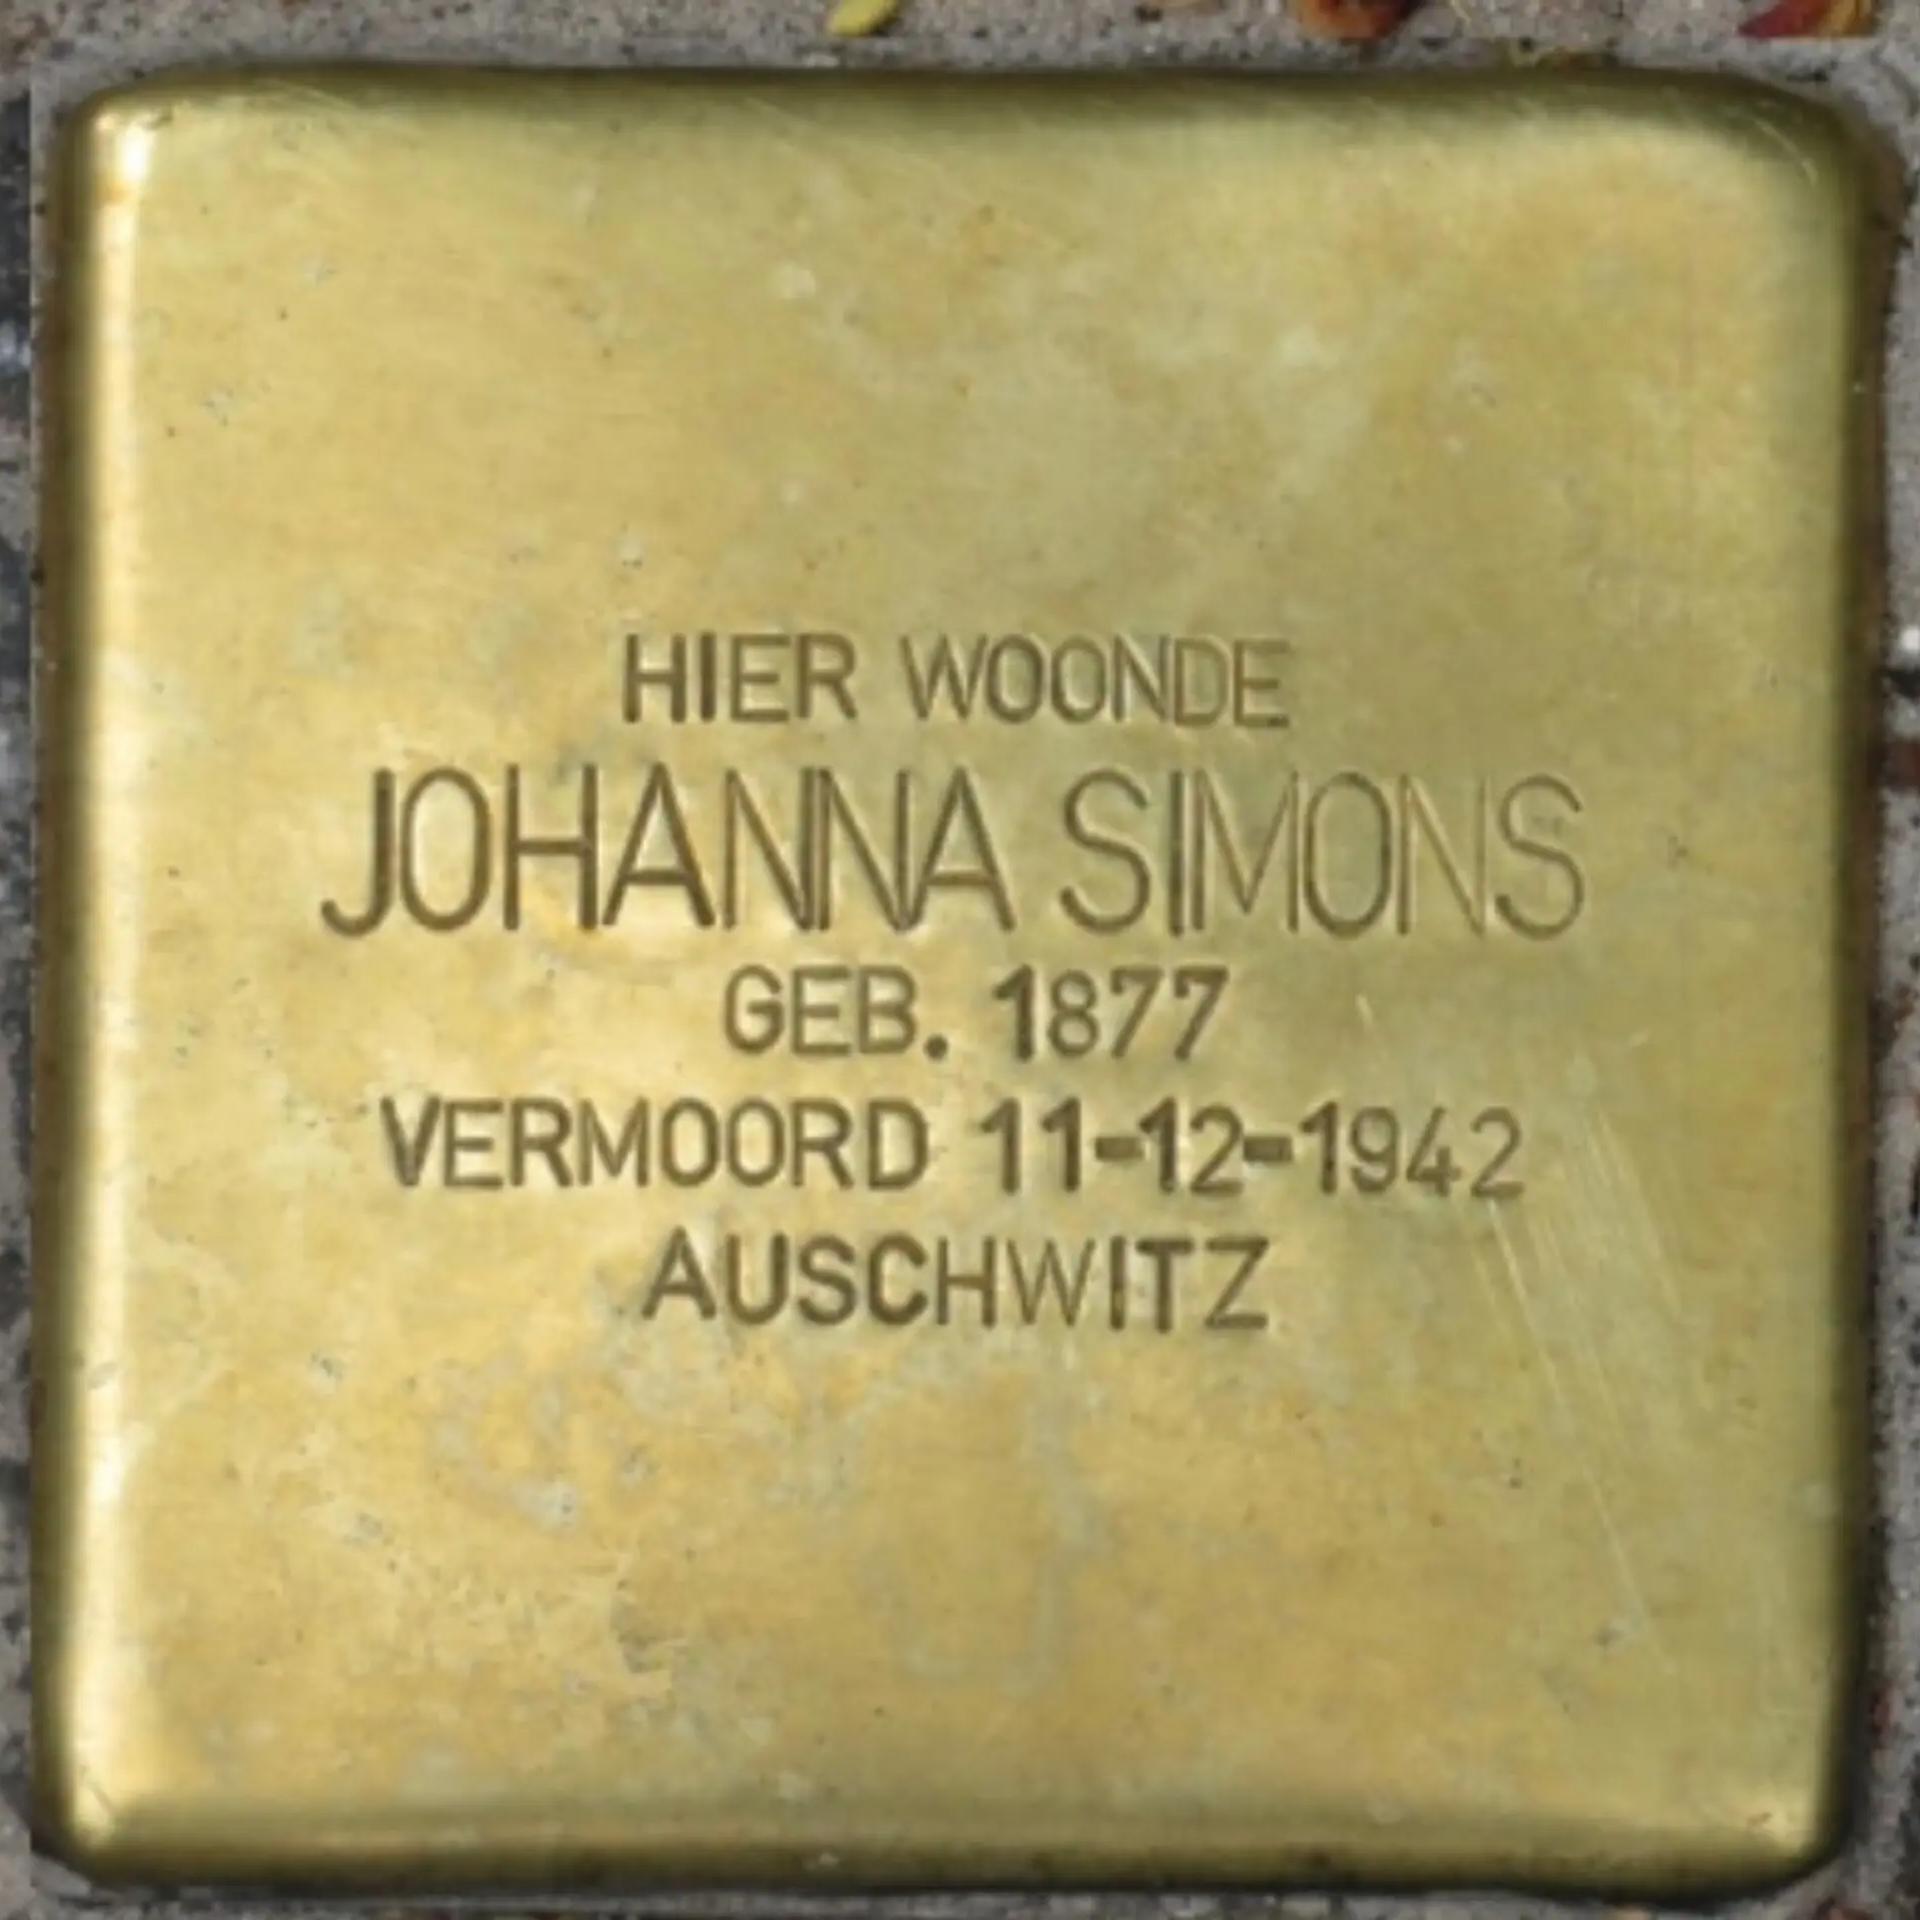 HIER WOONDE
JOHANNA SIMONS
GEB. 1877
VERMOORD 11-12-1942
AUSCHWITZ